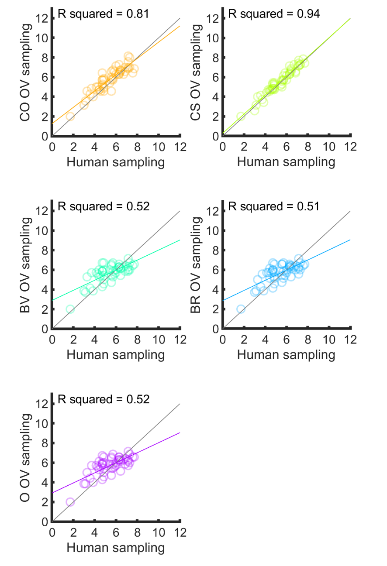 R squared = 0.81
CO OV sampling
12
10
8
6
4
2
0
0 2 4 6 8 10 12
Human sampling
R squared = 0.94
CS OV sampling
12
10
8
6
4
2
0
0 2 4 6 8 10 12
Human sampling
R squared = 0.52
BV OV sampling
12
10
8
6
4
2
0
0 2 4 6 8 10 12
Human sampling
R squared = 0.51
BR OV sampling
12
10
8
6
4
2
0
0 2 4 6 8 10 12
Human sampling
R squared = 0.52
O OV sampling
12
10
8
6
4
2
0
0 2 4 6 8 10 12
Human sampling